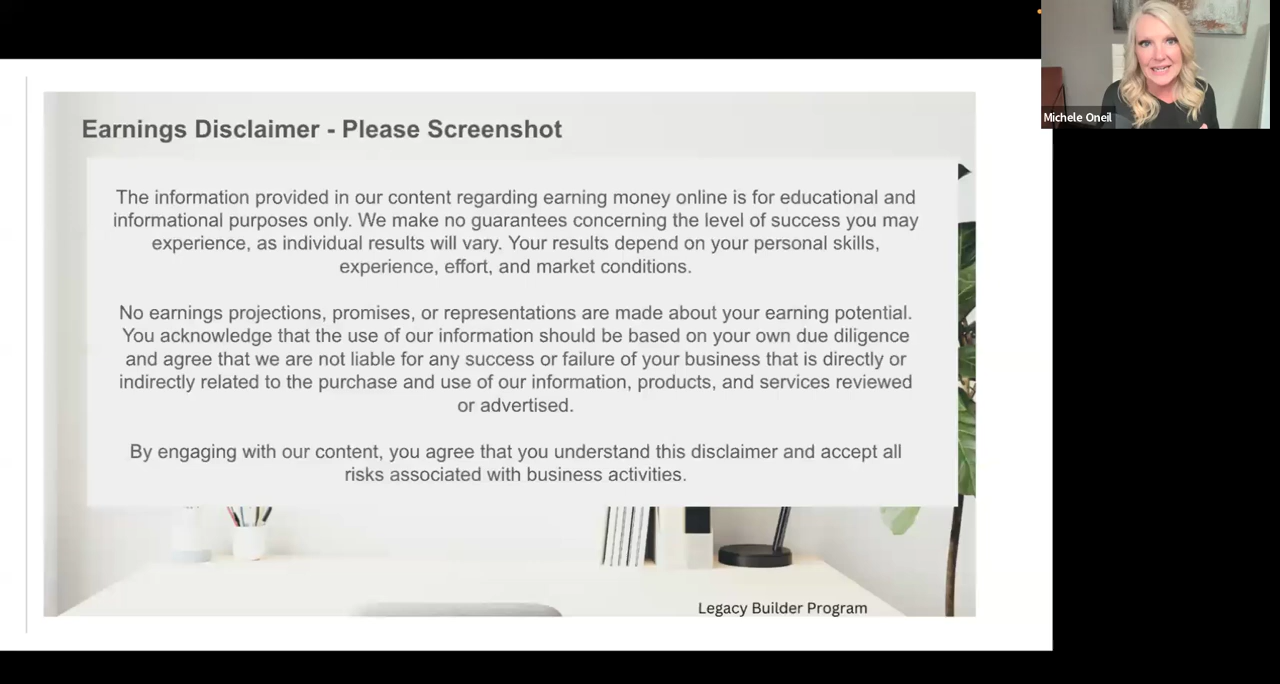 Earnings Disclaimer - Please Screenshot
The information provided in our content regarding earning money online is for educational and
informational purposes only. We make no guarantees concerning the level of success you may
experience, as individual results will vary. Your results depend on your personal skills,
experience, effort, and market conditions.
No earnings projections, promises, or representations are made about your earning potential.
You acknowledge that the use of our information should be based on your own due diligence
and agree that we are not liable for any success or failure of your business that is directly or
indirectly related to the purchase and use of our information, products, and services reviewed
or advertised.
By engaging with our content, you agree that you understand this disclaimer and accept all
risks associated with business activities.
Legacy Builder Program
Michele Oneil